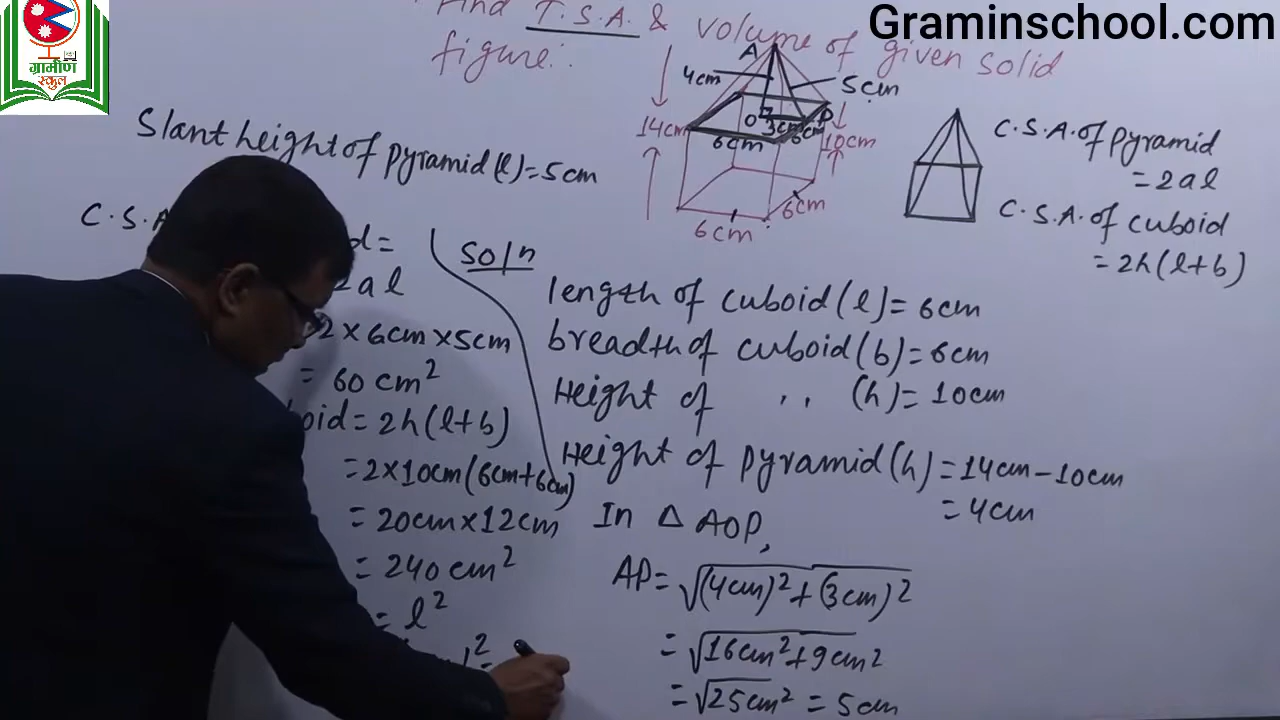 Graminschool.com
ग्रामीण
स्कुल
Find T.S.A. & volume of given solid
figure:
A
4cm
5cm
O
3cm
P
14cm
6cm
6cm
10cm
6cm
6cm
C.S.A. of pyramid
= 2al
C.S.A. of cuboid
= 2h(l+b)
Slant height of pyramid (l) = 5cm
C.S.A
d =
2al
2 × 6cm × 5cm
= 60 cm²
oid = 2h(l+b)
= 2×10cm(6cm+6cm)
= 20cm×12cm
= 240 cm²
= l²
Soln
length of cuboid (l) = 6cm
breadth of cuboid (b) = 6cm
Height of ,, (h) = 10cm
Height of pyramid (h) = 14cm – 10cm
= 4cm
In △ AOP,
AP = √(4cm)²+(3cm)²
= √16cm²+9cm²
= √25cm² = 5cm